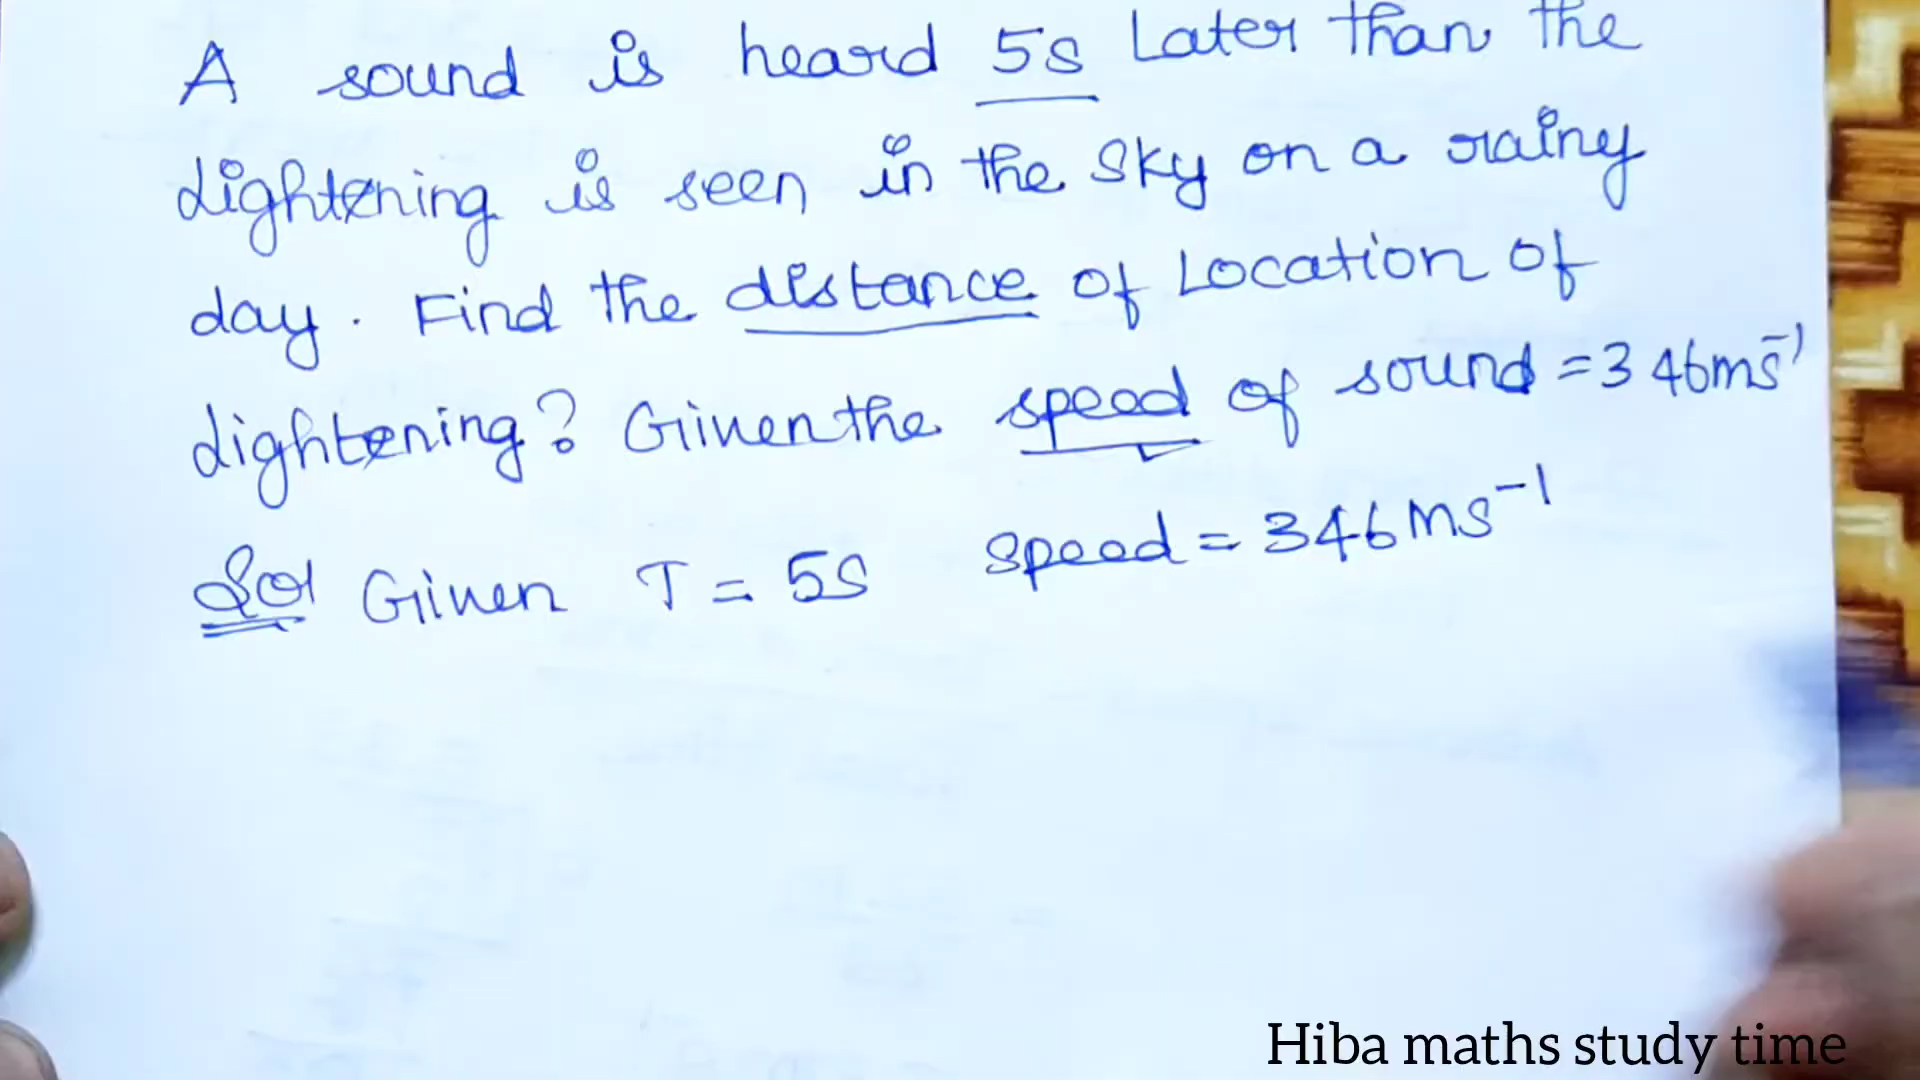 A sound is heard 5s Later than the
Lightening is seen in the sky on a rainy
day. Find the distance of Location of
Lightening? Given the speed of sound = 346ms⁻¹
Sol Given T = 5s speed = 346ms⁻¹
Hiba maths study time